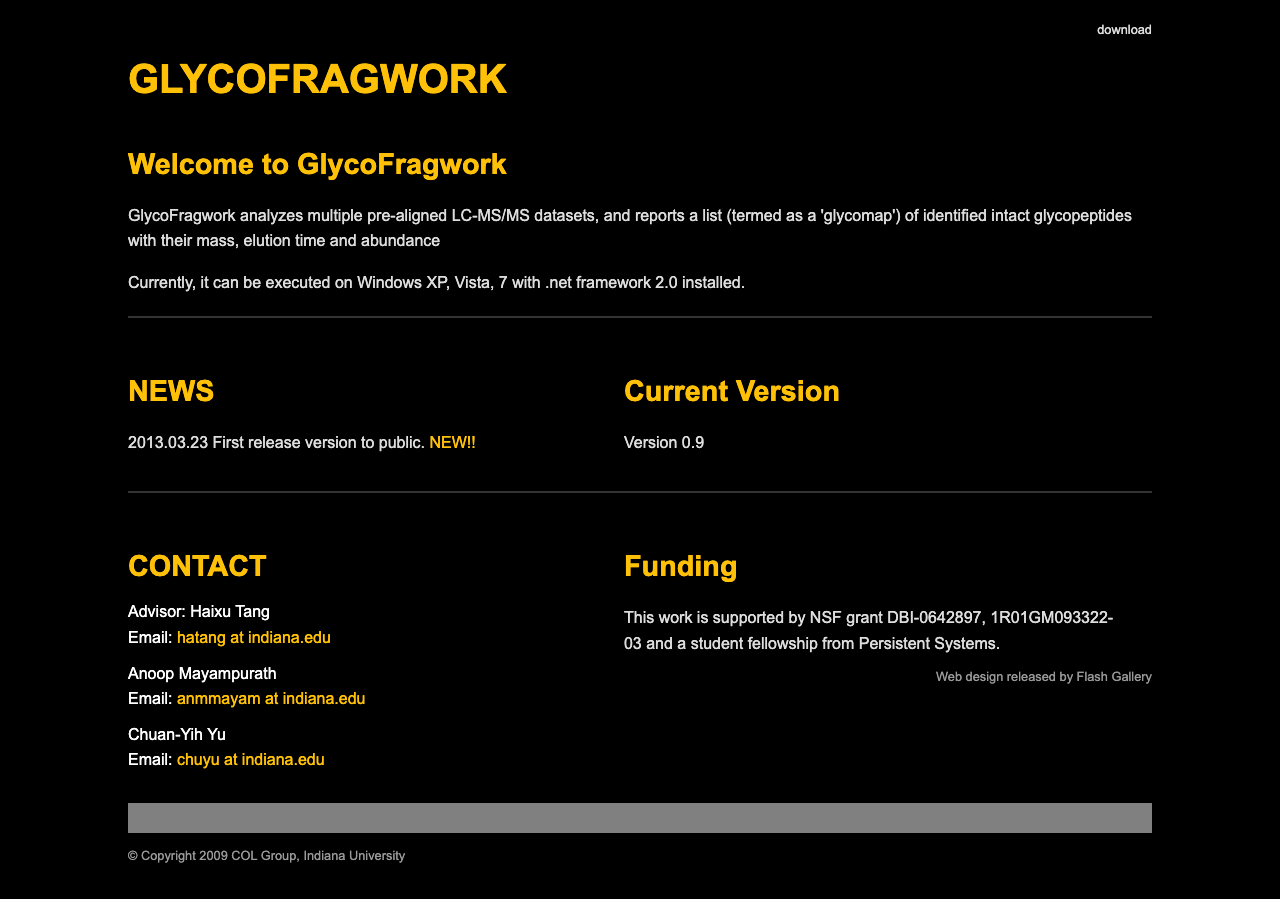 download
GLYCOFRAGWORK
Welcome to GlycoFragwork
GlycoFragwork analyzes multiple pre-aligned LC-MS/MS datasets, and reports a list (termed as a 'glycomap') of identified intact glycopeptides
with their mass, elution time and abundance
Currently, it can be executed on Windows XP, Vista, 7 with .net framework 2.0 installed.
NEWS
2013.03.23 First release version to public. NEW!!
Current Version
Version 0.9
CONTACT
Advisor: Haixu Tang
Email: hatang at indiana.edu
Anoop Mayampurath
Email: anmmayam at indiana.edu
Chuan-Yih Yu
Email: chuyu at indiana.edu
Funding
This work is supported by NSF grant DBI-0642897, 1R01GM093322-
03 and a student fellowship from Persistent Systems.
Web design released by Flash Gallery
© Copyright 2009 COL Group, Indiana University